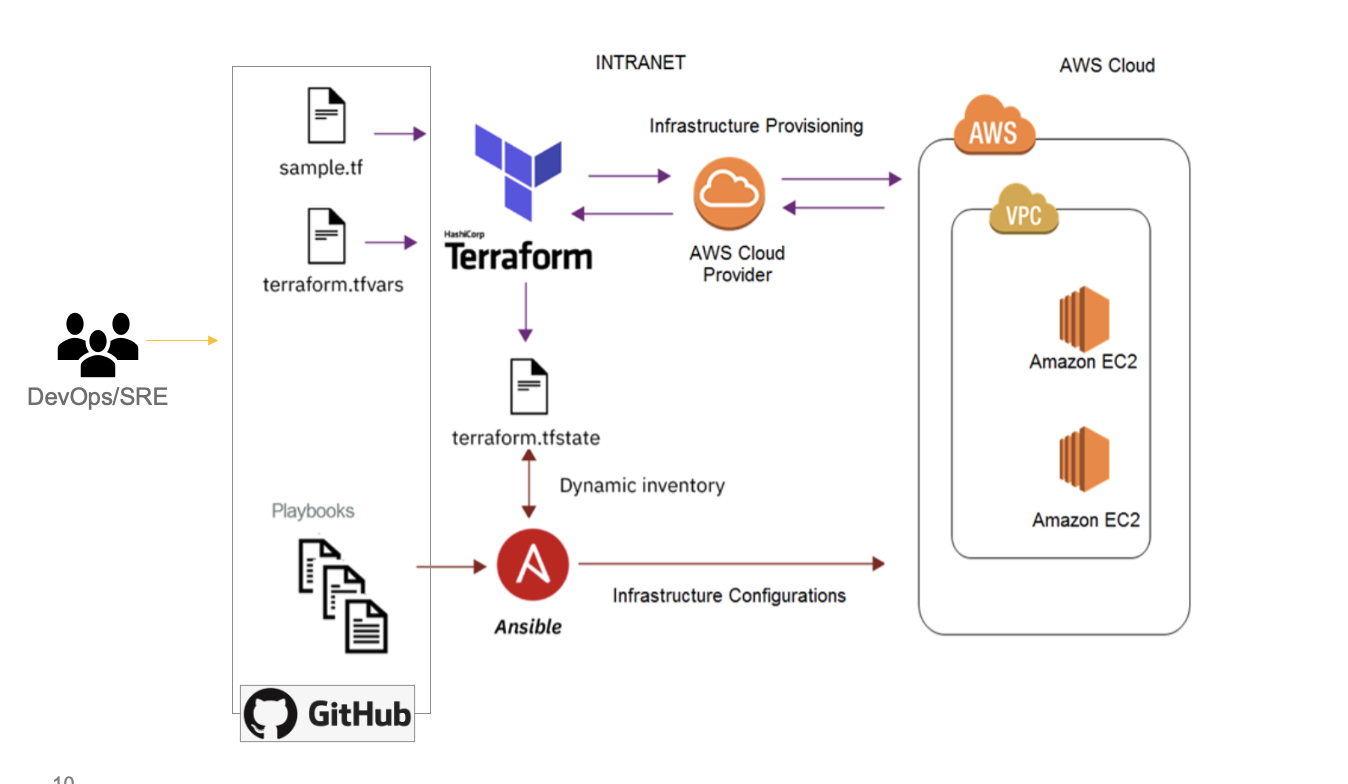 INTRANET
AWS Cloud
sample.tf
terraform.tfvars
DevOps/SRE
Playbooks
GitHub
HashiCorp
Terraform
Infrastructure Provisioning
AWS Cloud
Provider
terraform.tfstate
Dynamic inventory
Ansible
Infrastructure Configurations
AWS
VPC
Amazon EC2
Amazon EC2
10